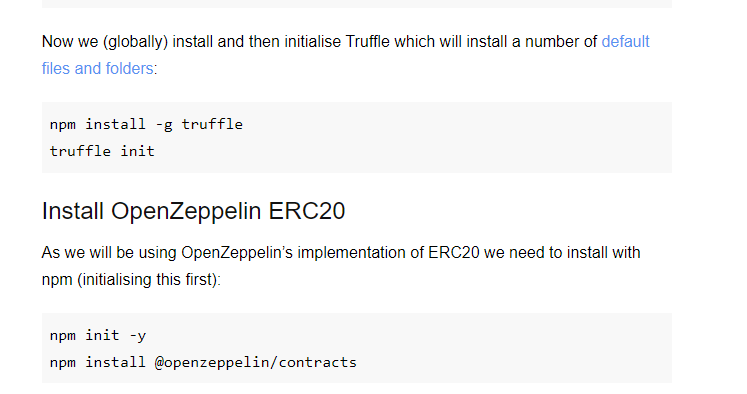 Now we (globally) install and then initialise Truffle which will install a number of default
files and folders:
npm install -g truffle
truffle init
Install OpenZeppelin ERC20
As we will be using OpenZeppelin’s implementation of ERC20 we need to install with
npm (initialising this first):
npm init -y
npm install @openzeppelin/contracts